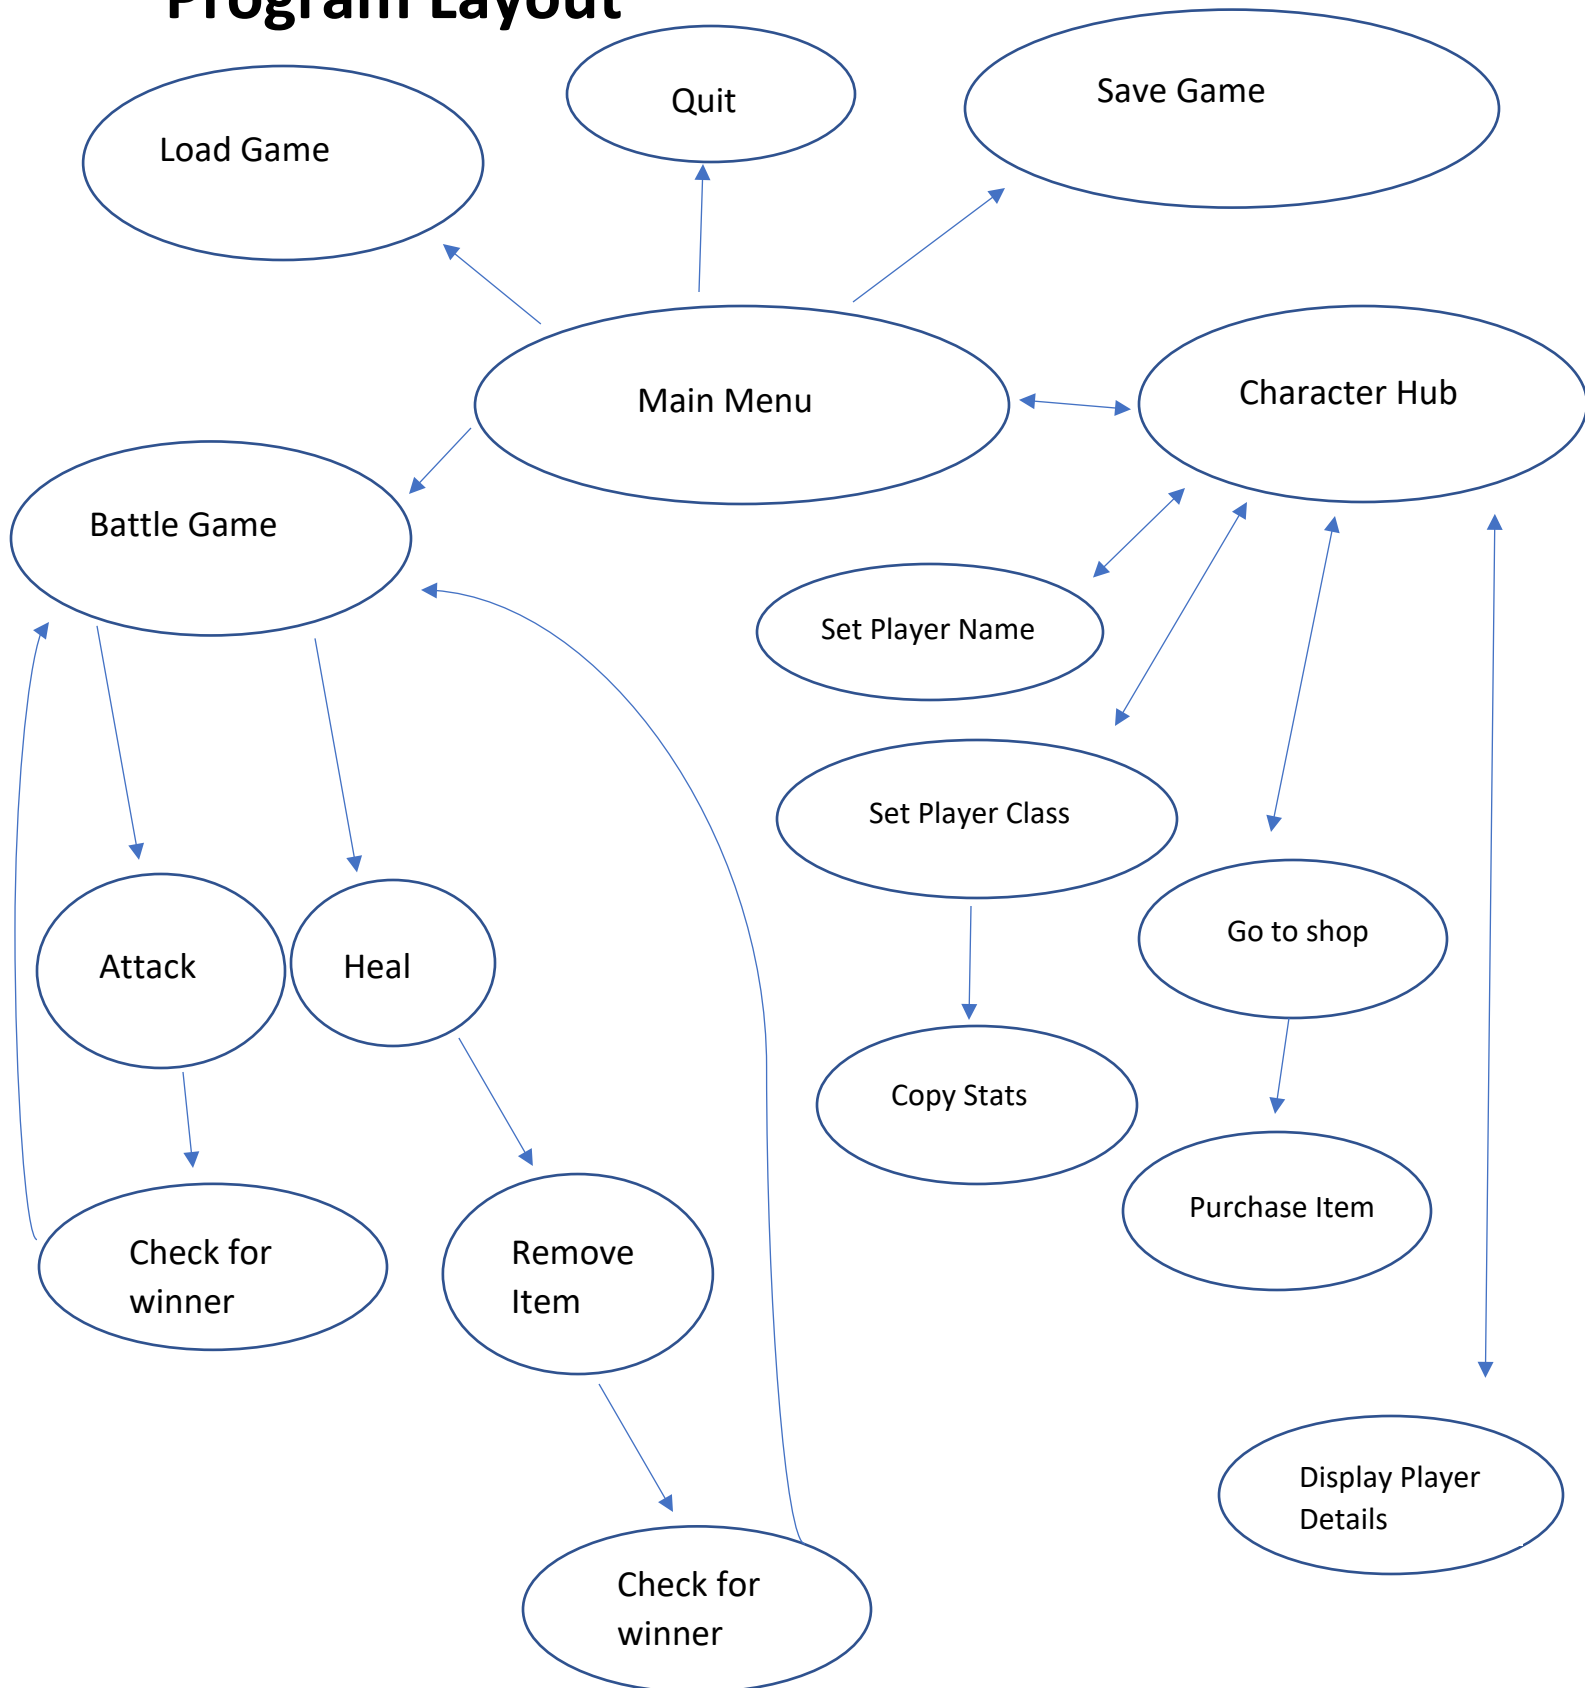 Program Layout
Quit
Save Game
Load Game
Main Menu
Character Hub
Battle Game
Set Player Name
Set Player Class
Go to shop
Attack
Heal
Copy Stats
Purchase Item
Check for
winner
Remove
Item
Display Player
Details
Check for
winner